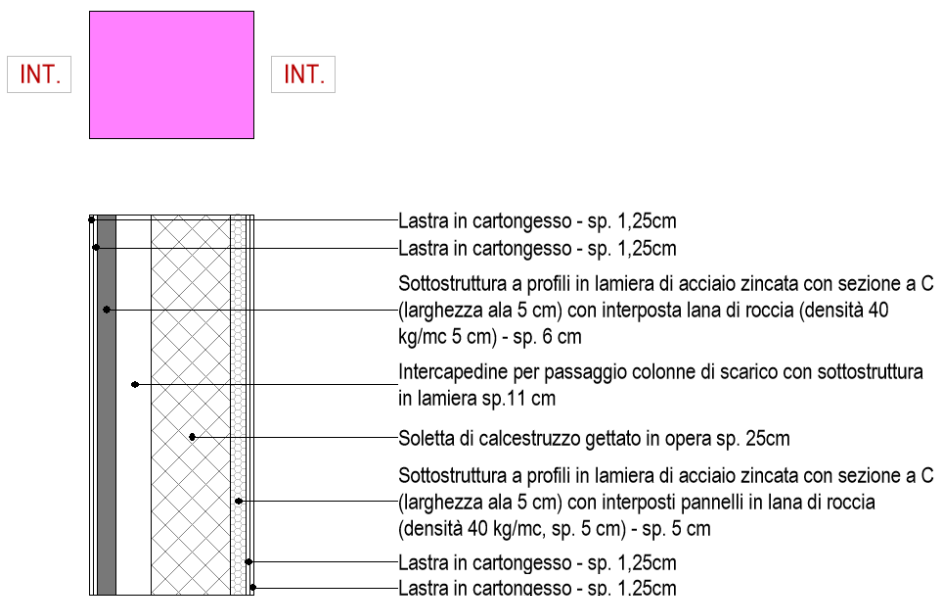 INT.
INT.
Lastra in cartongesso - sp. 1,25cm
Lastra in cartongesso - sp. 1,25cm
Sottostruttura a profili in lamiera di acciaio zincata con sezione a C
(larghezza ala 5 cm) con interposta lana di roccia (densità 40
kg/mc 5 cm) - sp. 6 cm
Intercapedine per passaggio colonne di scarico con sottostruttura
in lamiera sp.11 cm
Soletta di calcestruzzo gettato in opera sp. 25cm
Sottostruttura a profili in lamiera di acciaio zincata con sezione a C
(larghezza ala 5 cm) con interposti pannelli in lana di roccia
(densità 40 kg/mc, sp. 5 cm) - sp. 5 cm
Lastra in cartongesso - sp. 1,25cm
Lastra in cartongesso - sp. 1,25cm